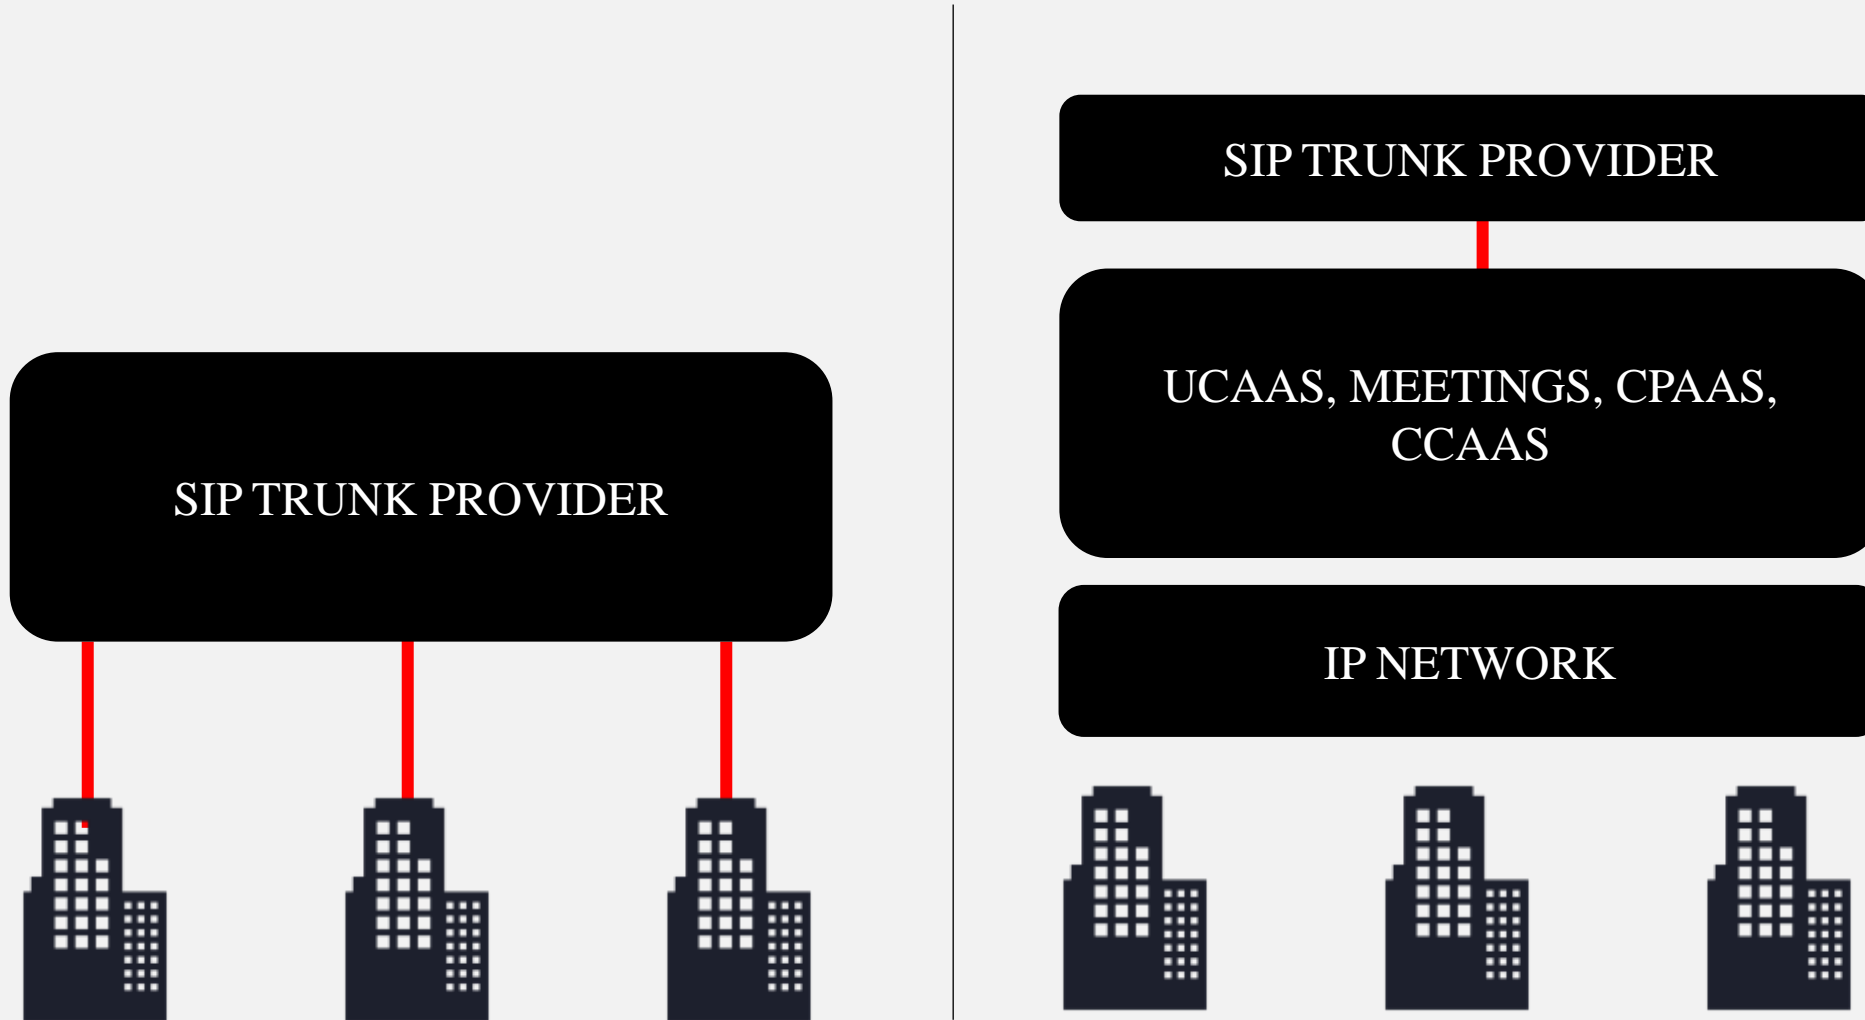 SIP TRUNK PROVIDER
SIP TRUNK PROVIDER
UCAAS, MEETINGS, CPAAS,
CCAAS
IP NETWORK